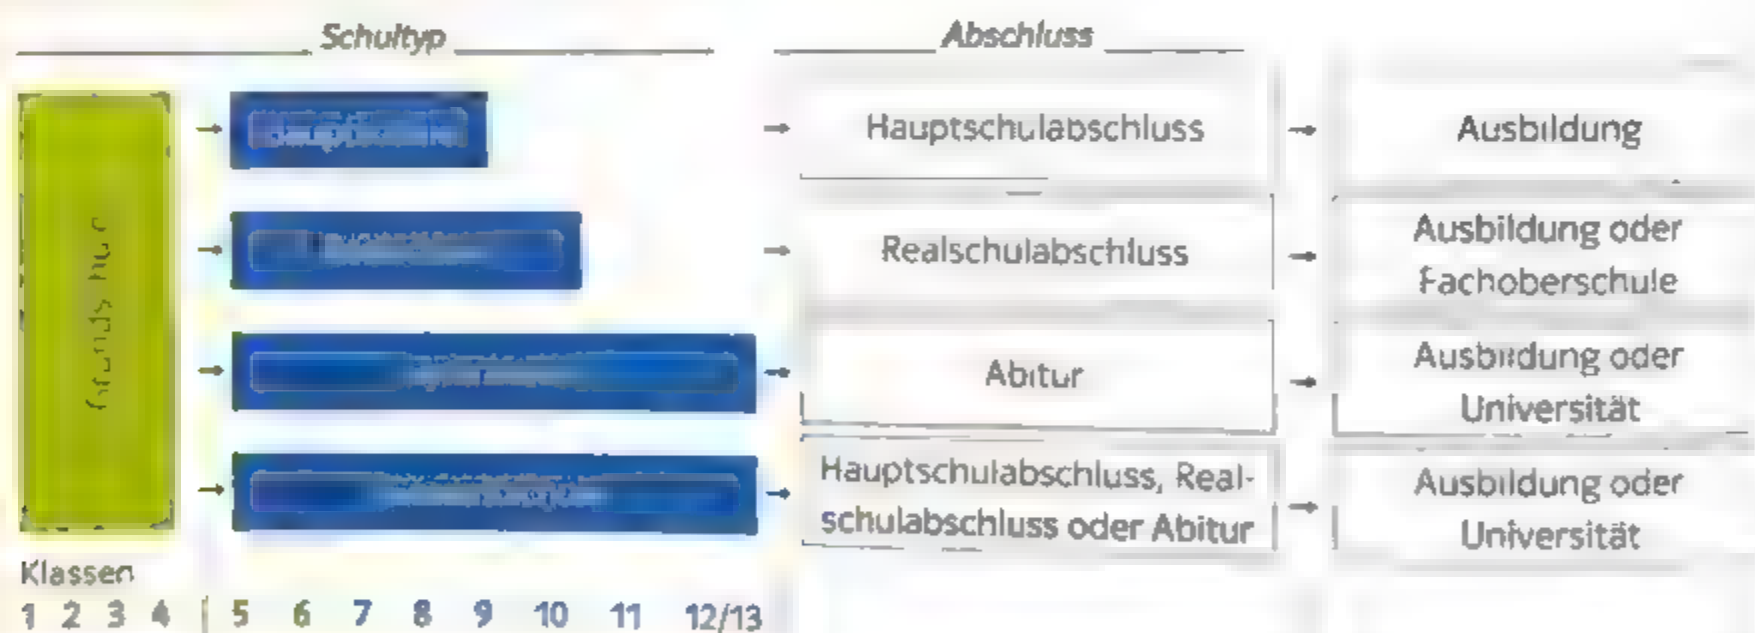 Schultyp
Abschluss
Hauptschulabschluss
Ausbildung
Realschulabschluss
Ausbildung oder
Fachoberschule
Abitur
Ausbildung oder
Universität
Hauptschulabschluss, Real-
schulabschluss oder Abitur
Ausbildung oder
Universität
Klassen
1 2 3 4 5 6 7 8 9 10 11 12/13